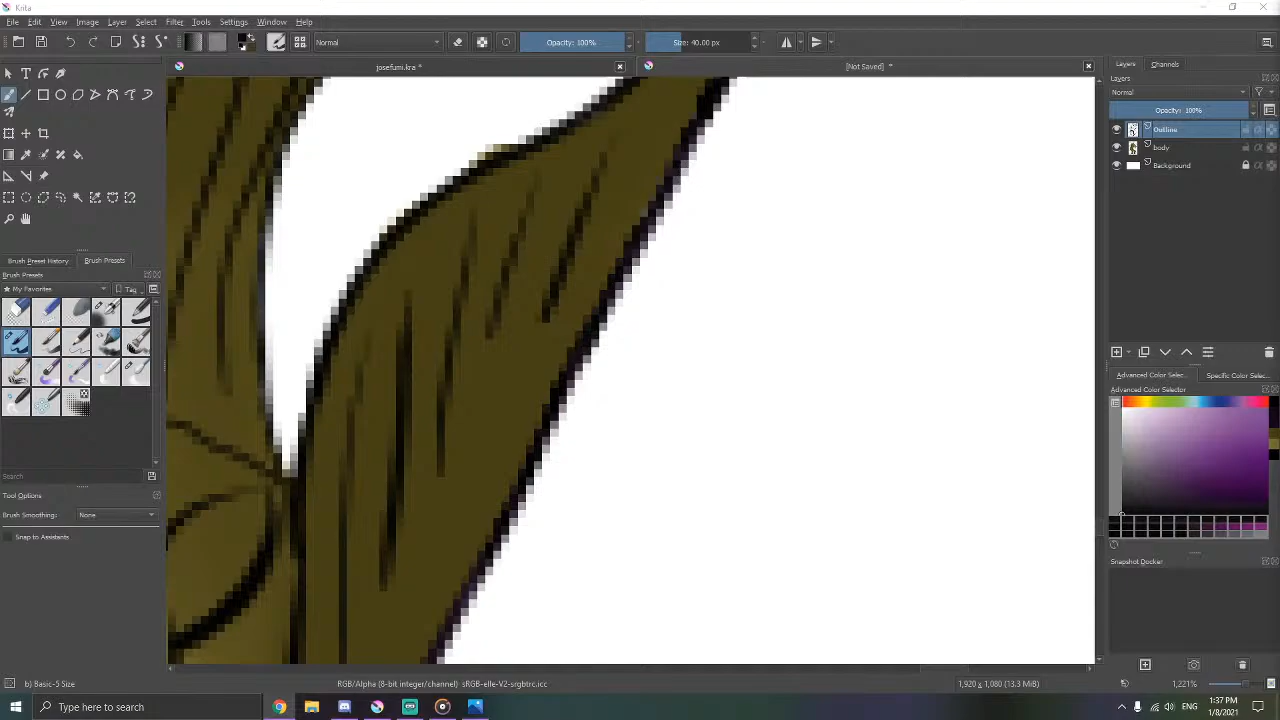 Krita
File Edit View Image Layer Select Filter Tools Settings Window Help
Normal
Opacity: 100%
Size: 40.00 px
josefumi.kra *
[Not Saved] *
Layers Channels
Layers
Normal
Opacity: 100%
Outline
body
Background
Brush Preset History Brush Presets
Brush Presets
My Favorites
Tag
Search
Tool Options
Brush Smoothing: None
Snap to Assistants
Advanced Color Selec... Specific Color Selec...
Advanced Color Selector
Snapshot Docker
b) Basic-5 Size
RGB/Alpha (8-bit integer/channel) sRGB-elle-V2-srgbtrc.icc
1,920 x 1,080 (13.3 MiB)
1,221%
Type here to search
1:37 PM
1/8/2021